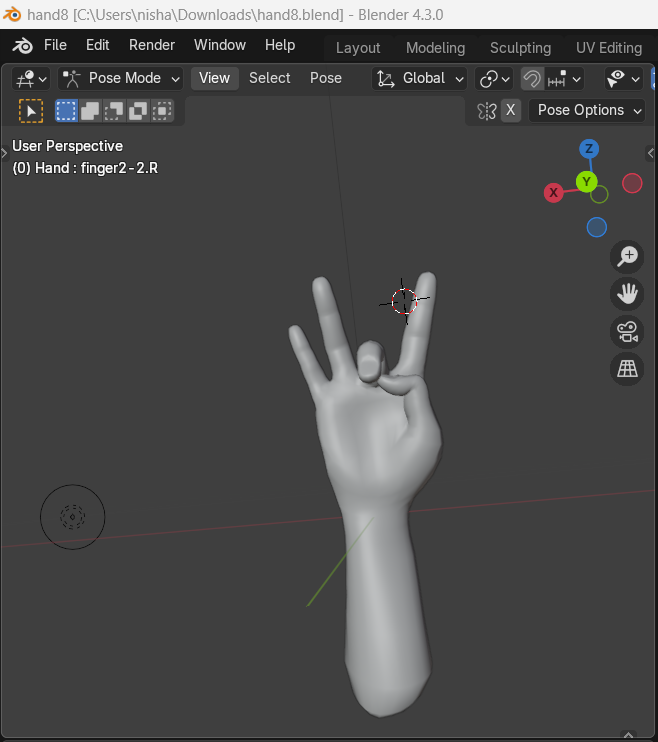 hand8 [C:\Users\nisha\Downloads\hand8.blend] - Blender 4.3.0
File Edit Render Window Help Layout Modeling Sculpting UV Editing
Pose Mode View Select Pose Global
X Pose Options
User Perspective
(0) Hand : finger2-2.R
Z
Y
X